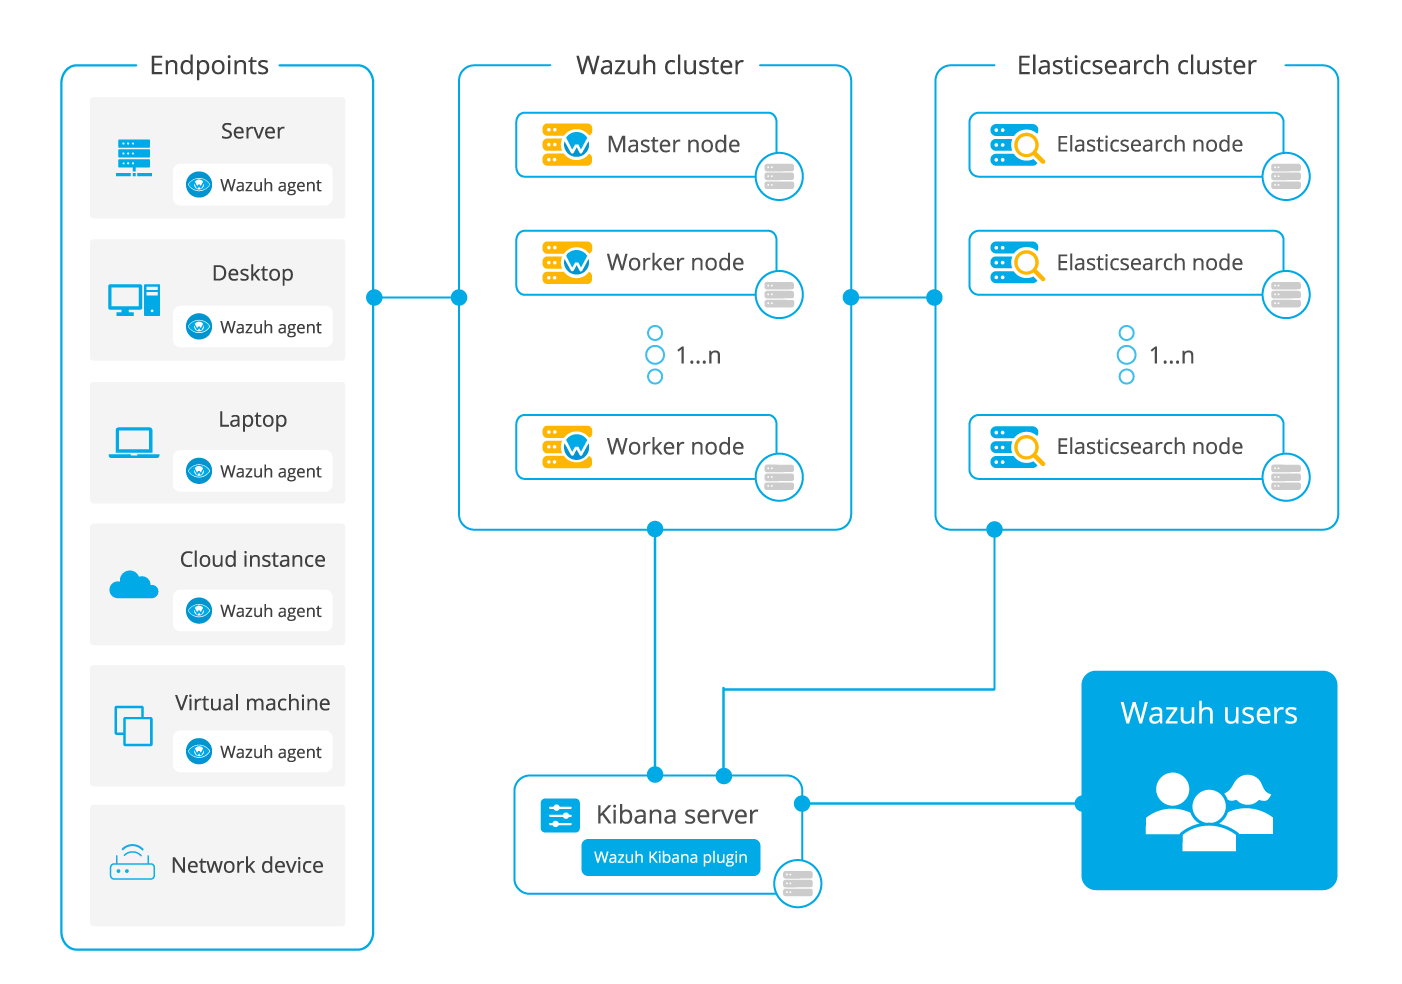 Endpoints
Server
Wazuh agent
Desktop
Wazuh agent
Laptop
Wazuh agent
Cloud instance
Wazuh agent
Virtual machine
Wazuh agent
Network device
Wazuh cluster
Master node
Worker node
1...n
Worker node
Elasticsearch cluster
Elasticsearch node
Elasticsearch node
1...n
Elasticsearch node
Kibana server
Wazuh Kibana plugin
Wazuh users